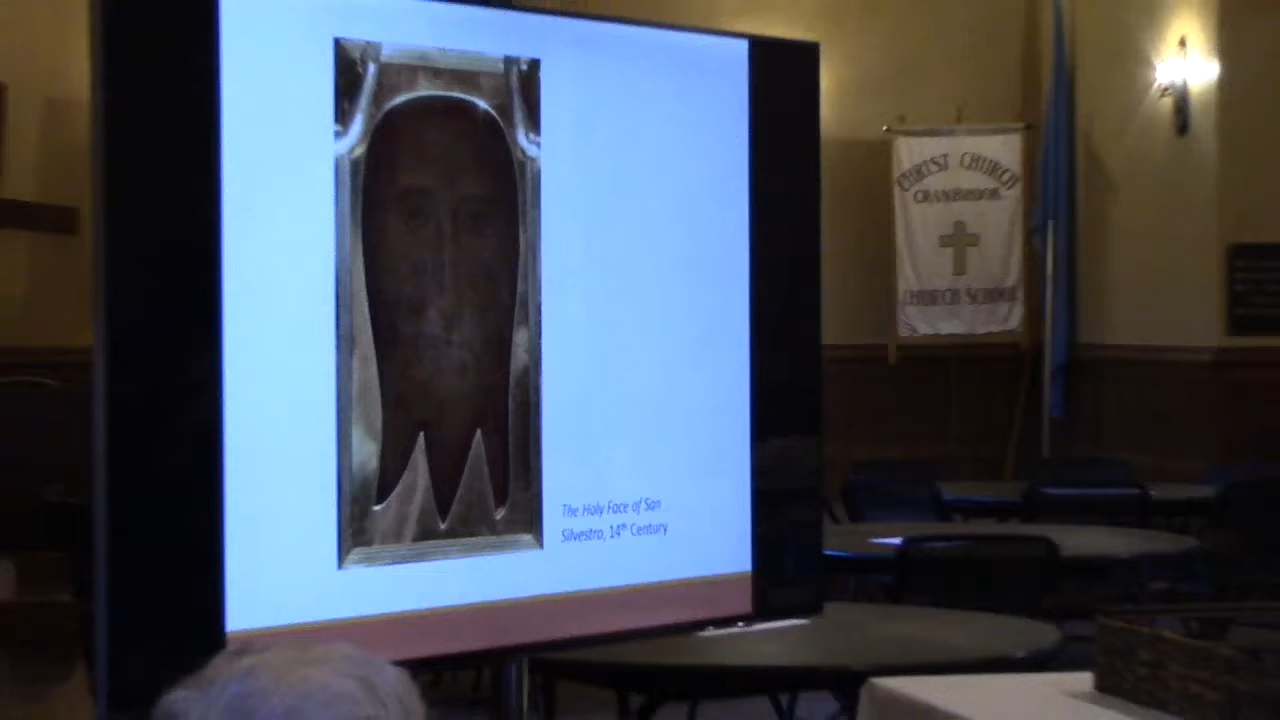 The Holy Face of San
Silvestro, 14th Century
CHRIST CHURCH
CRANBROOK
CHURCH SCHOOL